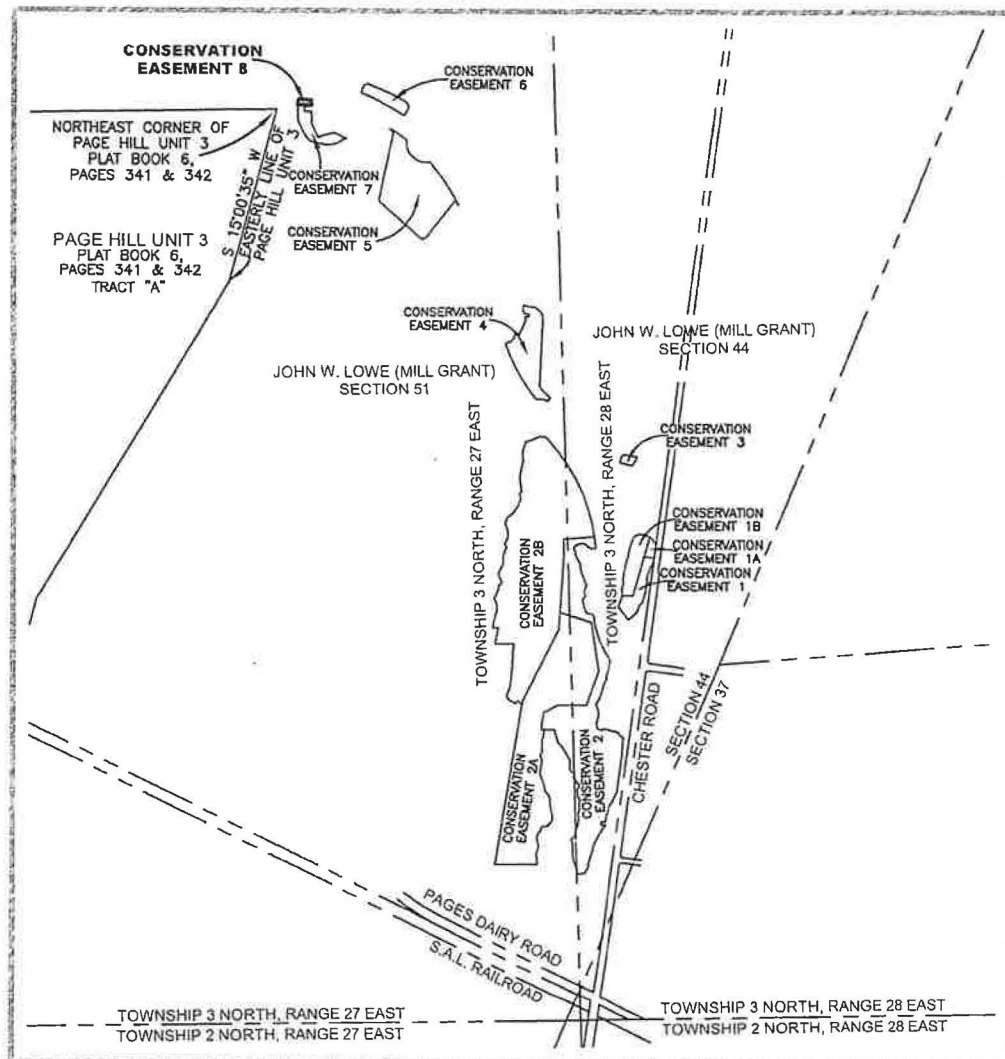 CONSERVATION
EASEMENT 8
CONSERVATION
EASEMENT 6
NORTHEAST CORNER OF
PAGE HILL UNIT 3
PLAT BOOK 6,
PAGES 341 & 342
S 15°00'35" W
EASTERLY LINE OF
PAGE HILL UNIT 3
CONSERVATION
EASEMENT 7
CONSERVATION
EASEMENT 5
PAGE HILL UNIT 3
PLAT BOOK 6,
PAGES 341 & 342
TRACT "A"
CONSERVATION
EASEMENT 4
JOHN W. LOWE (MILL GRANT)
SECTION 44
JOHN W. LOWE (MILL GRANT)
SECTION 51
TOWNSHIP 3 NORTH, RANGE 27 EAST
TOWNSHIP 3 NORTH, RANGE 28 EAST
CONSERVATION
EASEMENT 3
CONSERVATION
EASEMENT 1B
CONSERVATION
EASEMENT 1A
CONSERVATION
EASEMENT 1
CONSERVATION
EASEMENT 2B
CONSERVATION
EASEMENT 2A
CONSERVATION
EASEMENT 2
CHESTER ROAD
SECTION 44
SECTION 37
PAGES DAIRY ROAD
S.A.L. RAILROAD
TOWNSHIP 3 NORTH, RANGE 27 EAST
TOWNSHIP 2 NORTH, RANGE 27 EAST
TOWNSHIP 3 NORTH, RANGE 28 EAST
TOWNSHIP 2 NORTH, RANGE 28 EAST